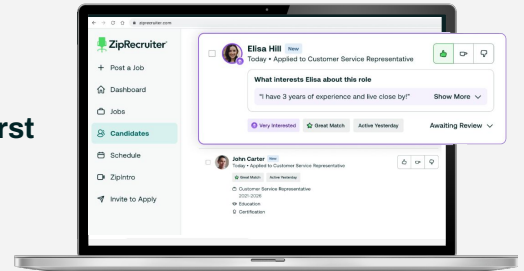 rst
ziprecruiter.com
ZipRecruiter
Post a Job
Dashboard
Jobs
Candidates
Schedule
ZipIntro
Invite to Apply
Elisa Hill New
Today • Applied to Customer Service Representative
What interests Elisa about this role
"I have 3 years of experience and live close by!" Show More
Very Interested Great Match Active Yesterday Awaiting Review
John Carter New
Today • Applied to Customer Service Representative
Great Match Active Yesterday
Customer Service Representative
2021-2026
Education
Certification